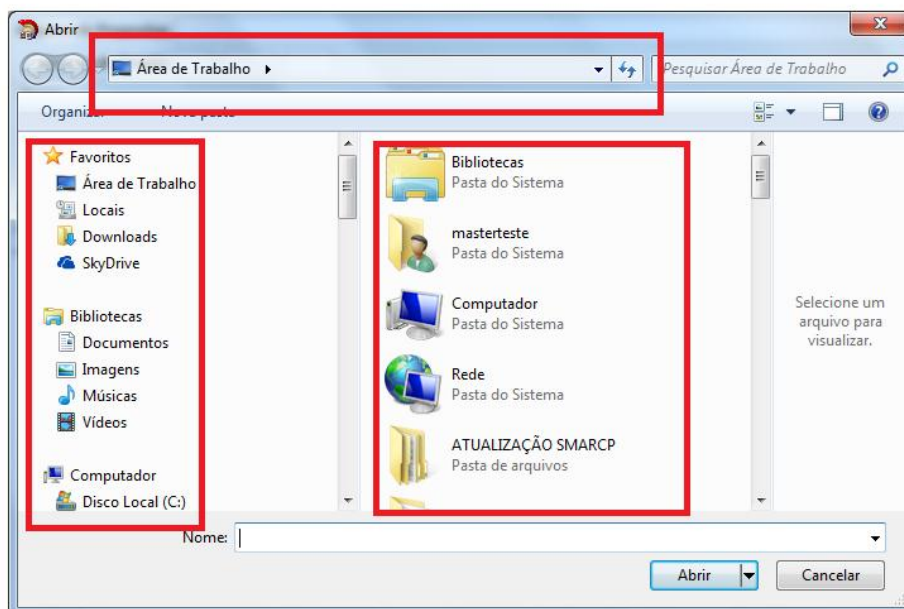 Abrir
Área de Trabalho
Pesquisar Área de Trabalho
Organizar
Nova pasta
Favoritos
Área de Trabalho
Locais
Downloads
SkyDrive
Bibliotecas
Documentos
Imagens
Músicas
Vídeos
Computador
Disco Local (C:)
Bibliotecas
Pasta do Sistema
masterteste
Pasta do Sistema
Computador
Pasta do Sistema
Rede
Pasta do Sistema
ATUALIZAÇÃO SMARCP
Pasta de arquivos
Selecione um
arquivo para
visualizar.
Nome:
Abrir
Cancelar